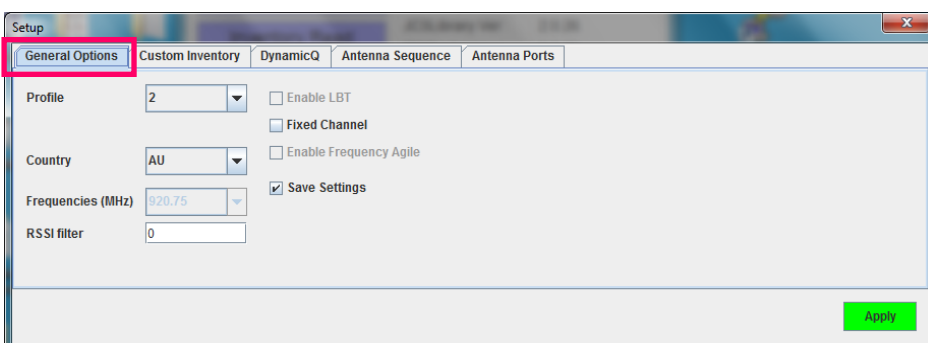 Setup
General Options Custom Inventory DynamicQ Antenna Sequence Antenna Ports
Profile 2 Enable LBT
Fixed Channel
Country AU Enable Frequency Agile
Save Settings
Frequencies (MHz) 920.75
RSSI filter 0
Apply